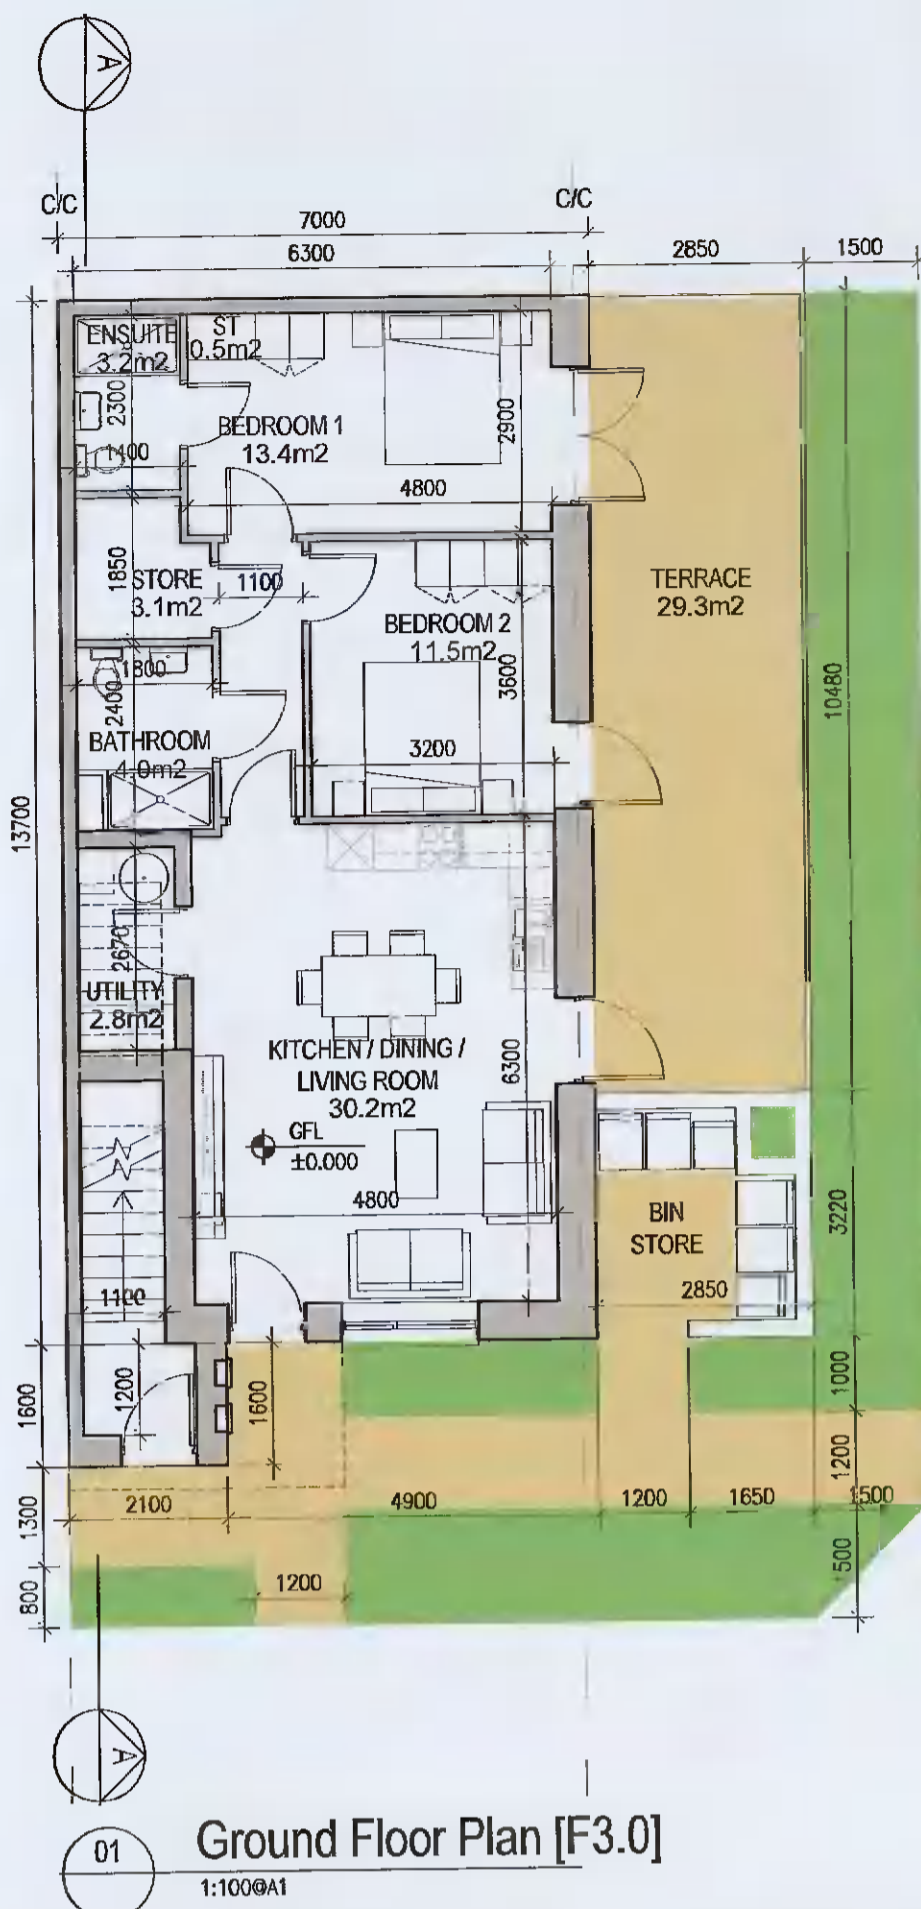 A
C/C
C/C
7000
6300
2850
1500
ENSUITE
3.2m2
ST
0.5m2
2300
1400
BEDROOM 1
13.4m2
2900
4800
1850
STORE
3.1m2
1100
BEDROOM 2
11.5m2
3600
TERRACE
29.3m2
10480
1800
2400
BATHROOM
4.0m2
3200
13700
2670
UTILITY
2.8m2
KITCHEN / DINING /
LIVING ROOM
30.2m2
6300
GFL
±0.000
4800
BIN
STORE
3220
2850
1100
1200
1600
1600
1000
1200
1300
2100
4900
1200
1650
1500
800
1200
1500
A
01
Ground Floor Plan [F3.0]
1:100@A1